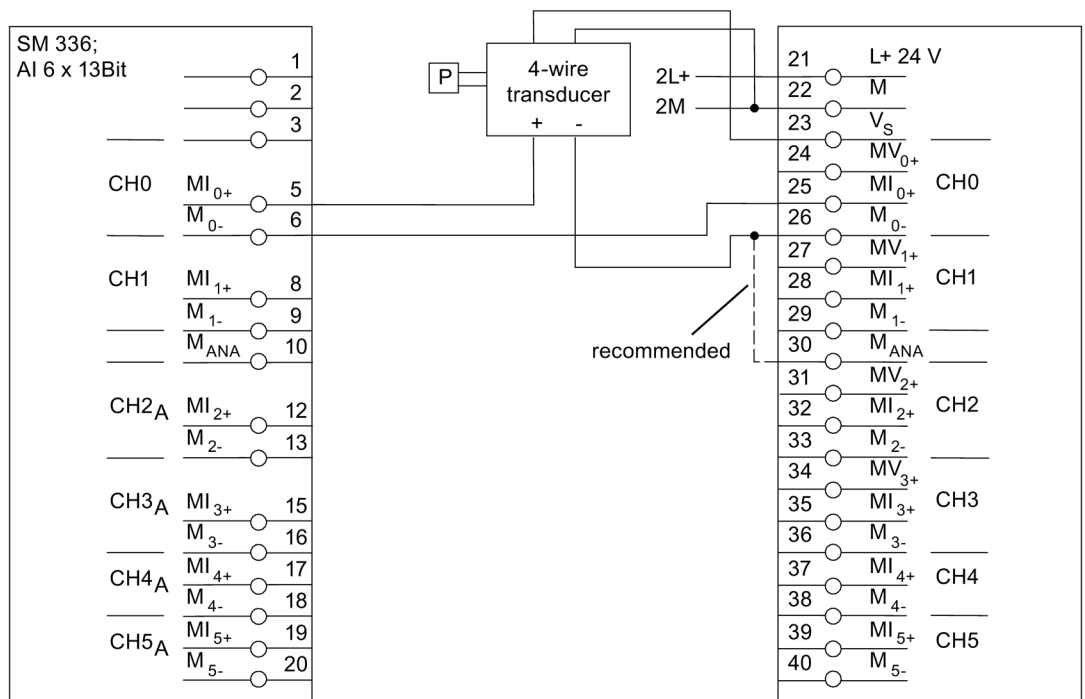 SM 336;
AI 6 x 13Bit
1
2
3
CH0 MI0+ 5
M0- 6
CH1 MI1+ 8
M1- 9
MANA 10
CH2A MI2+ 12
M2- 13
CH3A MI3+ 15
M3- 16
CH4A MI4+ 17
M4- 18
CH5A MI5+ 19
M5- 20
P
4-wire
transducer
+ -
2L+
2M
recommended
21 L+ 24 V
22 M
23 VS
24 MV0+
25 MI0+ CH0
26 M0-
27 MV1+
28 MI1+ CH1
29 M1-
30 MANA
31 MV2+
32 MI2+ CH2
33 M2-
34 MV3+
35 MI3+ CH3
36 M3-
37 MI4+ CH4
38 M4-
39 MI5+ CH5
40 M5-